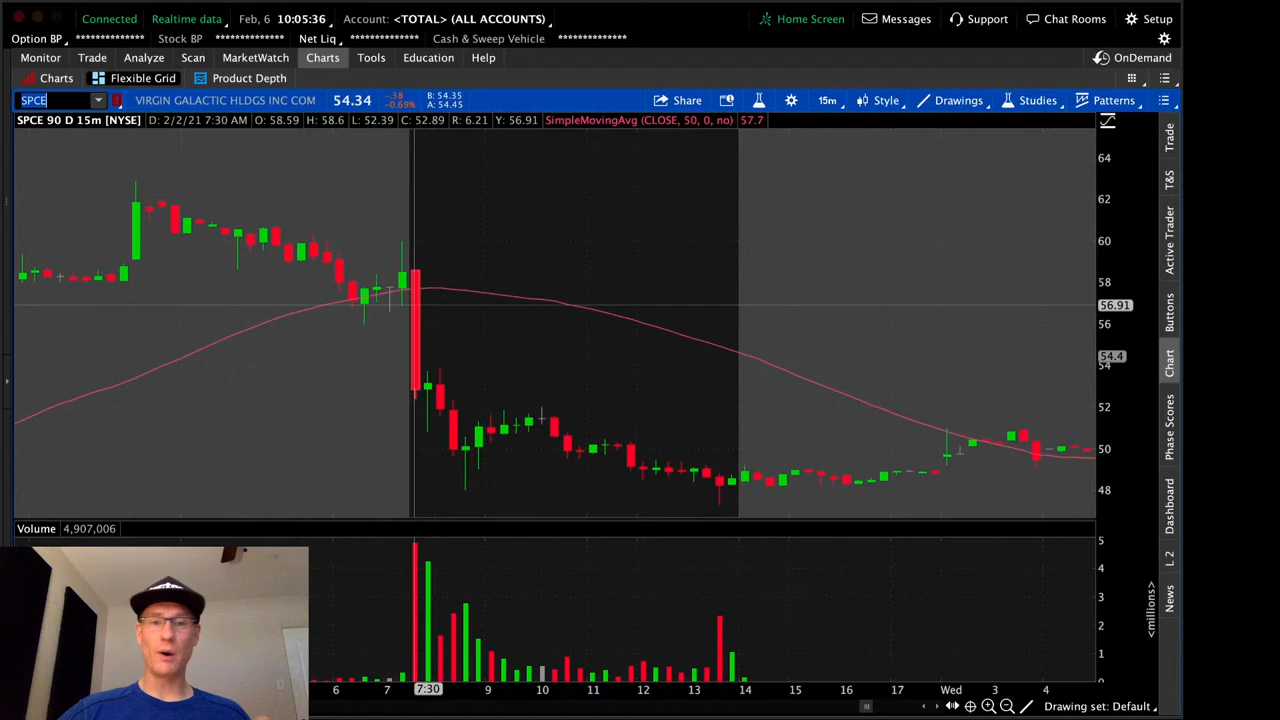 Connected Realtime data Feb, 6 10:05:36 Account: <TOTAL> (ALL ACCOUNTS) Home Screen Messages Support Chat Rooms Setup
Option BP ************** Stock BP ************** Net Liq ************** Cash & Sweep Vehicle **************
Monitor Trade Analyze Scan MarketWatch Charts Tools Education Help OnDemand
Charts Flexible Grid Product Depth
SPCE VIRGIN GALACTIC HLDGS INC COM 54.34 -.38 B: 54.35 Share 15m Style Drawings Studies Patterns
-0.69% A: 54.45
SPCE 90 D 15m [NYSE] D: 2/2/21 7:30 AM O: 58.59 H: 58.6 L: 52.39 C: 52.89 R: 6.21 Y: 56.91 SimpleMovingAvg (CLOSE, 50, 0, no) 57.7
64
62
60
58
56.91
56
54.4
54
52
50
48
Trade
T&S
Active Trader
Buttons
Chart
Phase Scores
Dashboard
L 2
News
Volume 4,907,006
5
4
3
2
1
0
<millions>
6 7 7:30 9 10 11 12 13 14 15 16 17 Wed 3 4
Drawing set: Default